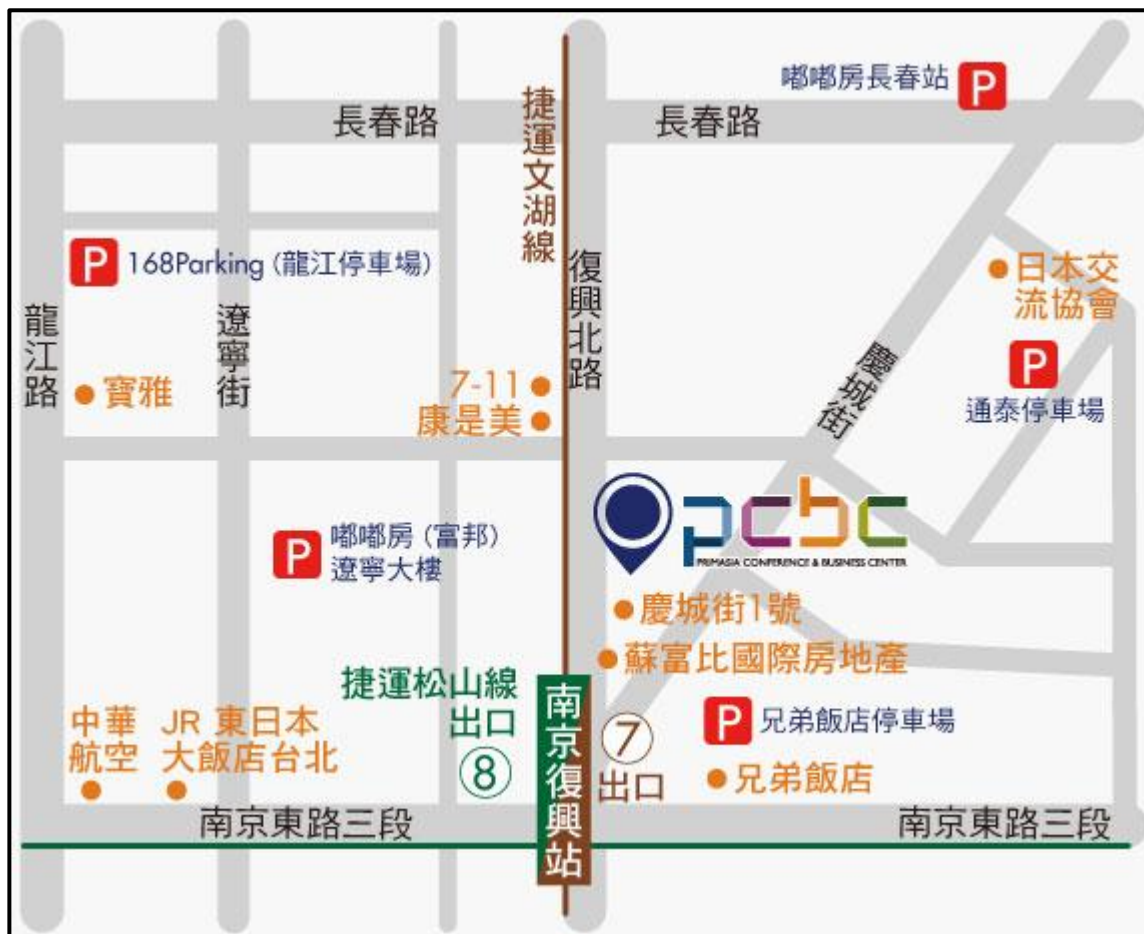 嘟嘟房長春站
P
長春路
長春路
捷運文湖線
P
168Parking (龍江停車場)
復興北路
日本交
流協會
龍江路
遼寧街
慶城街
P
通泰停車場
寶雅
7-11
康是美
pcbc
PRIMASIA CONFERENCE & BUSINESS CENTER
P
嘟嘟房 (富邦)
遼寧大樓
慶城街1號
蘇富比國際房地產
捷運松山線
出口
⑧
南京復興站
⑦
出口
P
兄弟飯店停車場
兄弟飯店
中華
航空
JR 東日本
大飯店台北
南京東路三段
南京東路三段